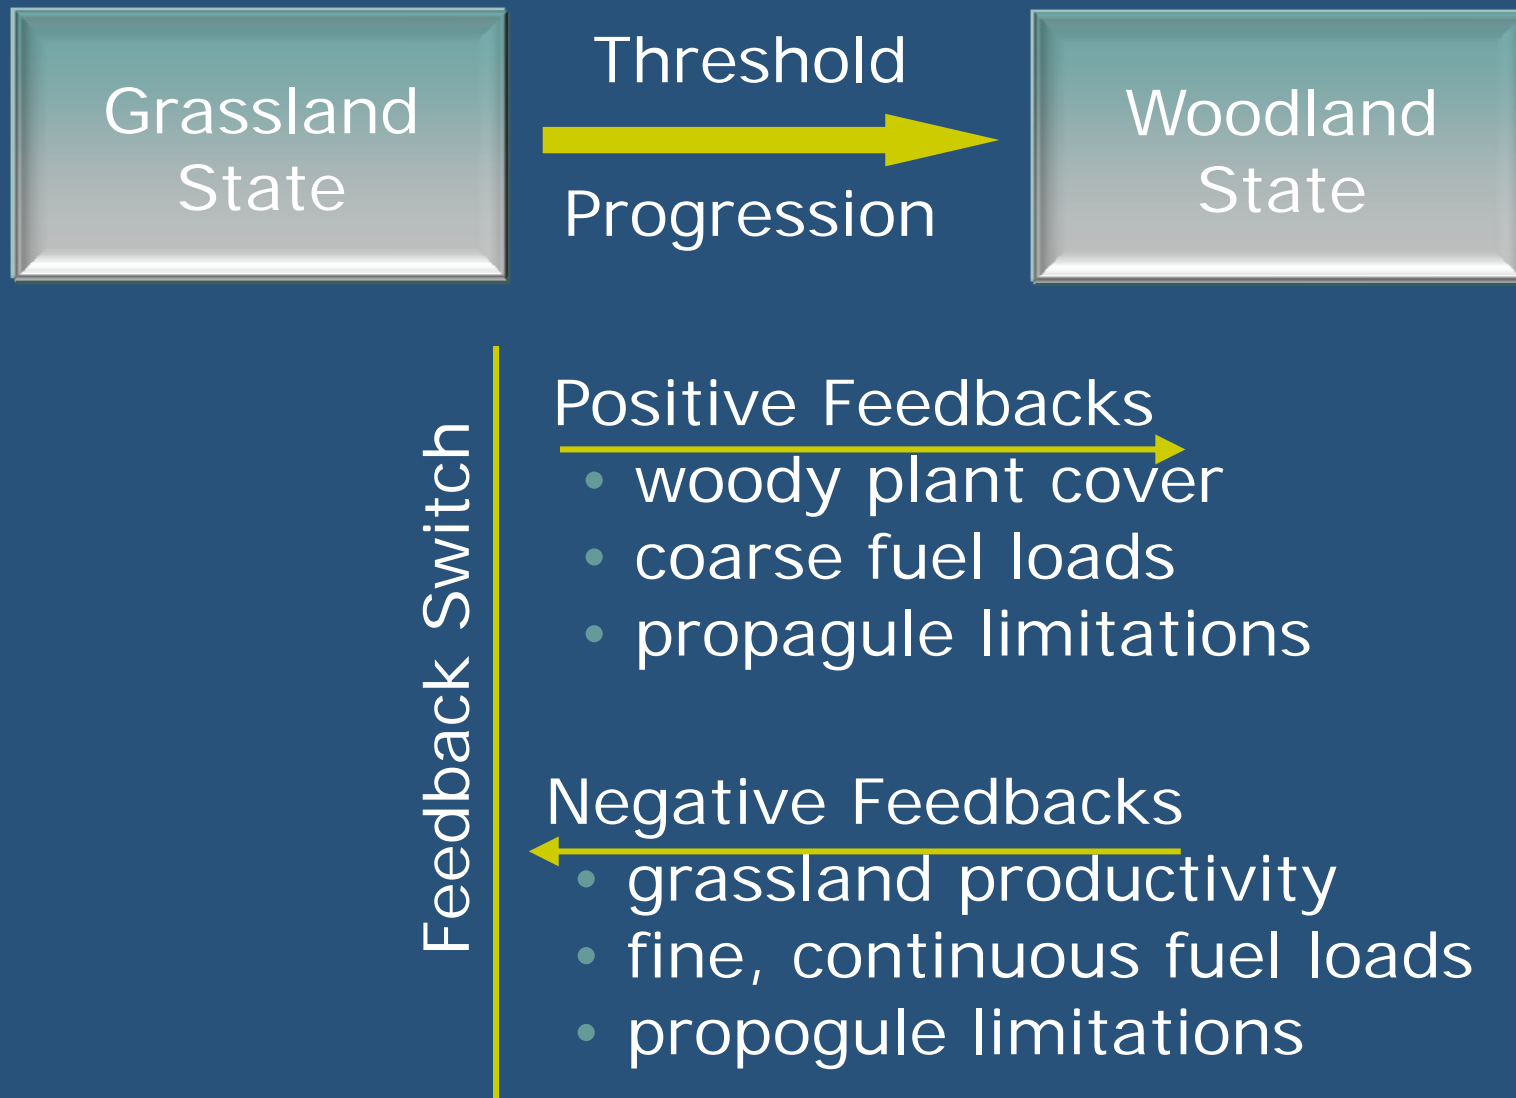 Grassland
State
Threshold
Progression
Woodland
State
Feedback Switch
Positive Feedbacks
• woody plant cover
• coarse fuel loads
• propagule limitations
Negative Feedbacks
• grassland productivity
• fine, continuous fuel loads
• propogule limitations